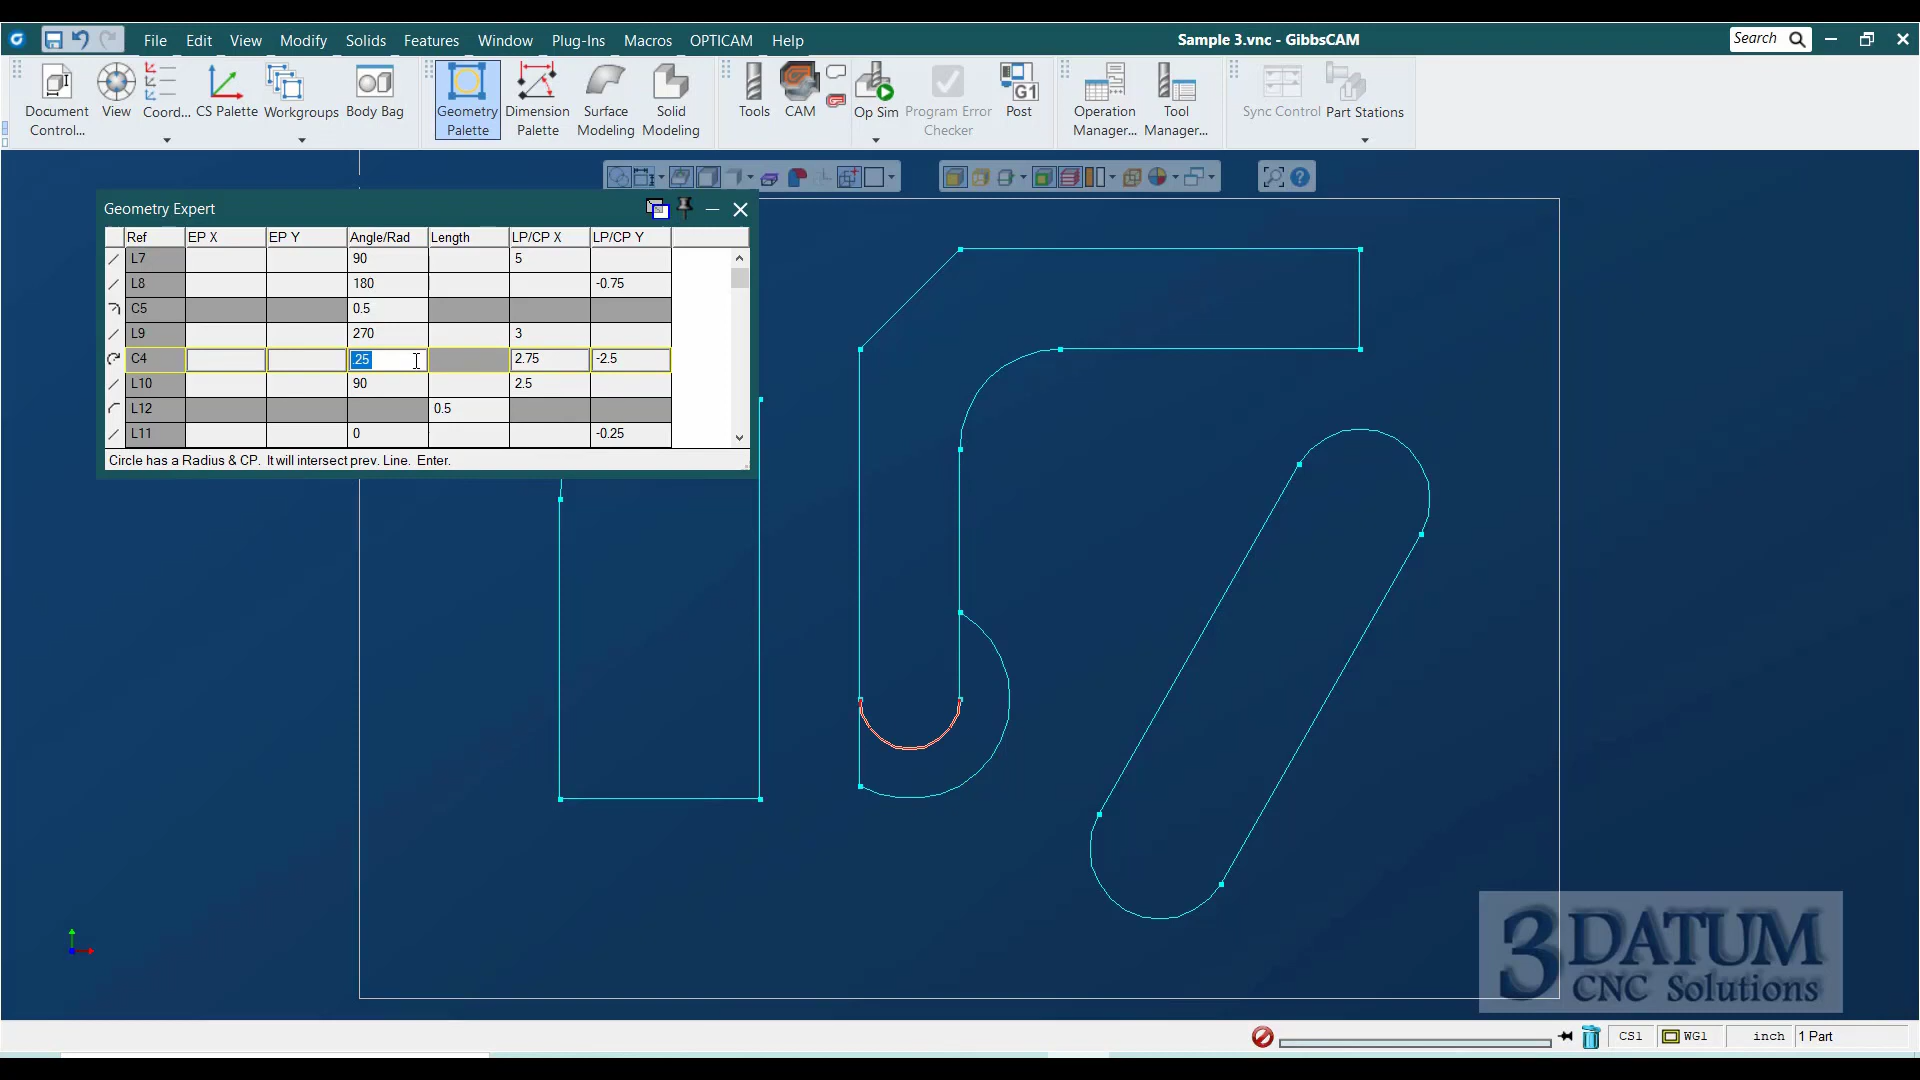 Sample 3.vnc - GibbsCAM
File Edit View Modify Solids Features Window Plug-Ins Macros OPTICAM Help
Search
Document Control...
View
Coord...
CS Palette
Workgroups
Body Bag
Geometry Palette
Dimension Palette
Surface Modeling
Solid Modeling
Tools
CAM
Op Sim
Program Error Checker
G1
Post
Operation Manager...
Tool Manager...
Sync Control
Part Stations
Geometry Expert
Ref EP X EP Y Angle/Rad Length LP/CP X LP/CP Y
L7 90 5
L8 180 -0.75
C5 0.5
L9 270 3
C4 .25 2.75 -2.5
L10 90 2.5
L12 0.5
L11 0 -0.25
Circle has a Radius & CP. It will intersect prev. Line. Enter.
3 DATUM
CNC Solutions
CS1 WG1 inch 1 Part